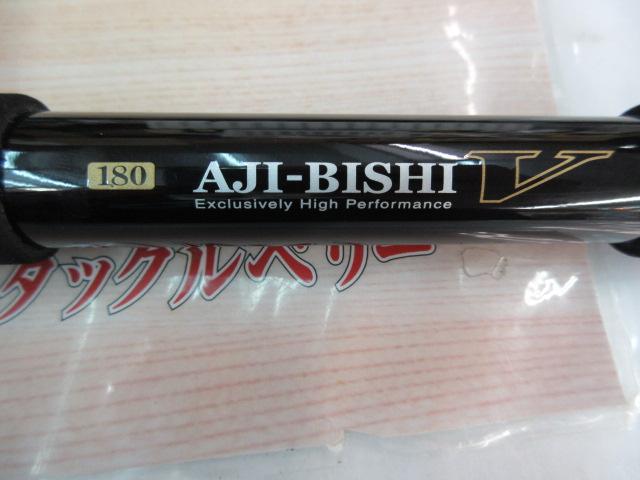 180 AJI-BISHI V
Exclusively High Performance
タックルベリー